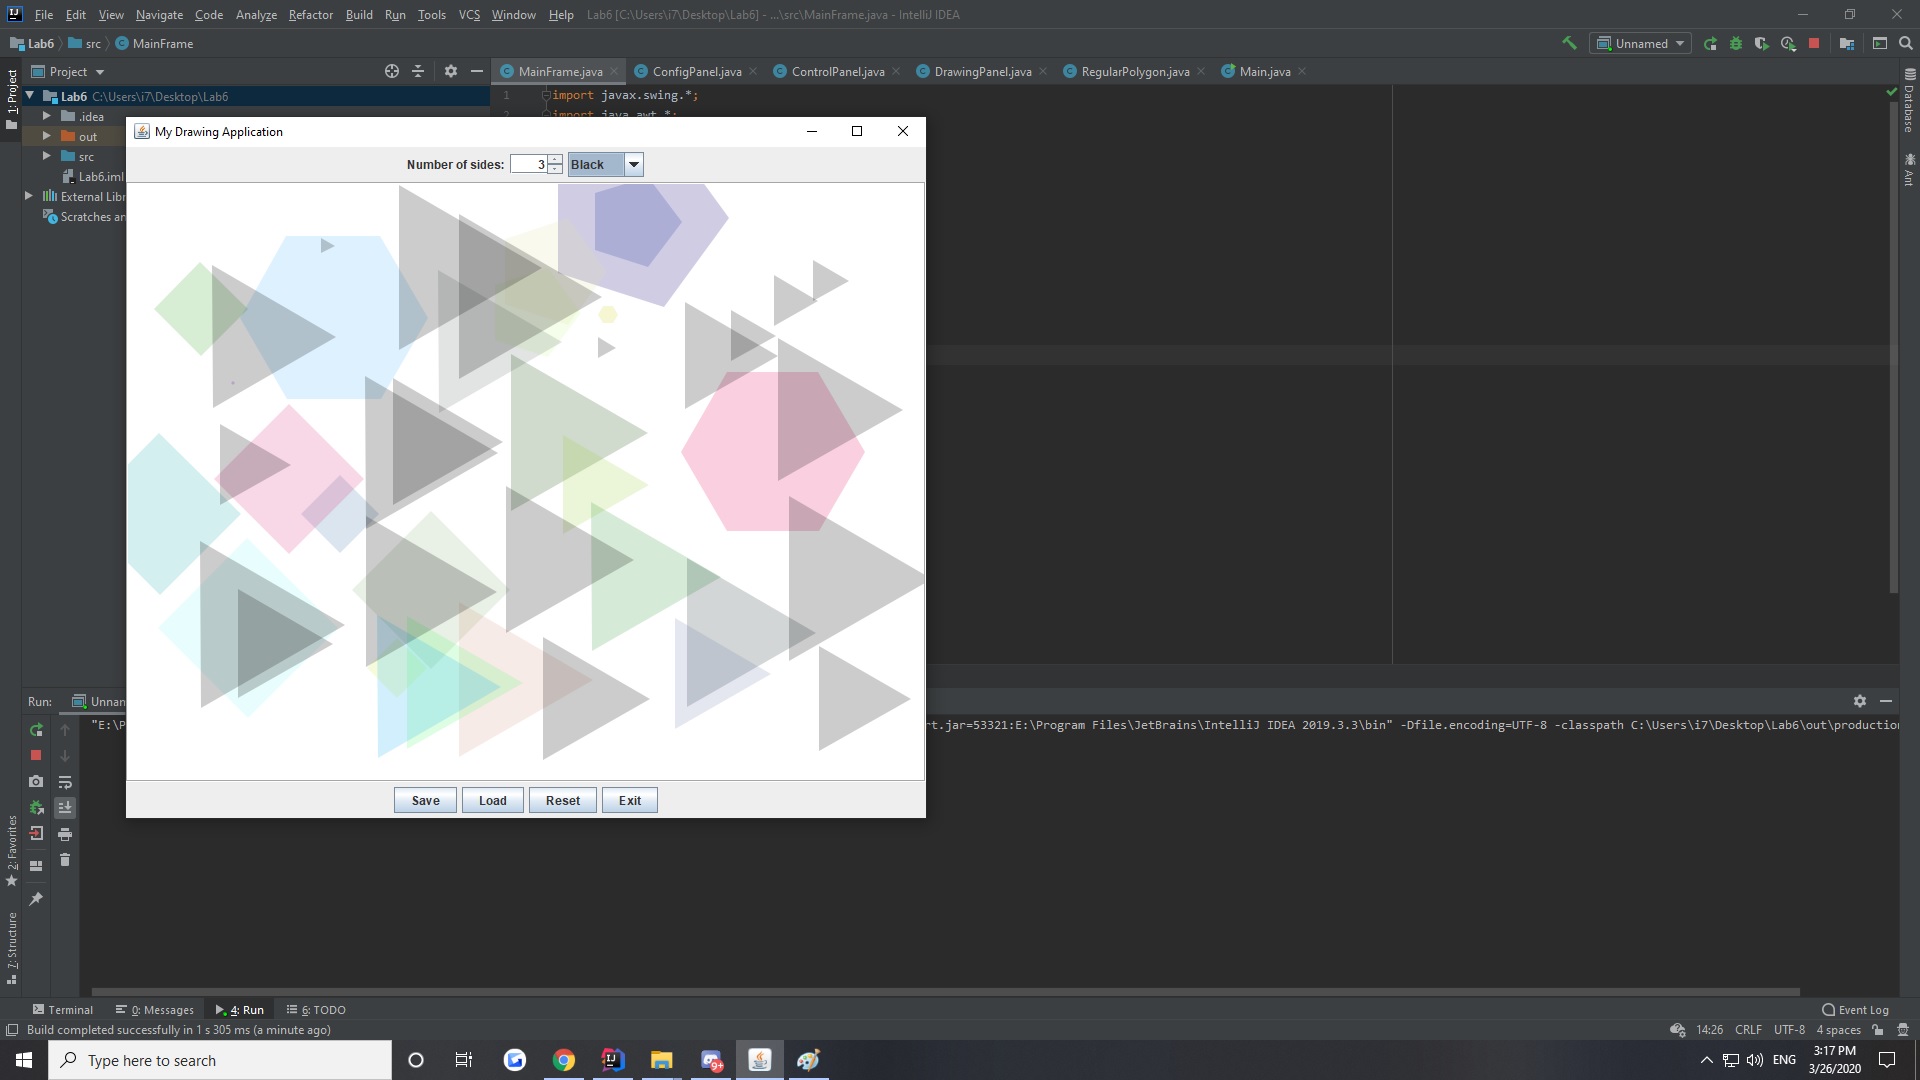 File Edit View Navigate Code Analyze Refactor Build Run Tools VCS Window Help Lab6 [C:\Users\i7\Desktop\Lab6] - ...\src\MainFrame.java - IntelliJ IDEA
Lab6 src MainFrame Unnamed
1: Project
Project
MainFrame.java ConfigPanel.java ControlPanel.java DrawingPanel.java RegularPolygon.java Main.java
Lab6 C:\Users\i7\Desktop\Lab6
1 import javax.swing.*;
.idea
2 import java.awt.*;
out
src
Lab6.iml
External Libr
Scratches an
Database
Ant
My Drawing Application
Number of sides: 3 Black
Save Load Reset Exit
Run: Unnan
"E:\P rt.jar=53321:E:\Program Files\JetBrains\IntelliJ IDEA 2019.3.3\bin" -Dfile.encoding=UTF-8 -classpath C:\Users\i7\Desktop\Lab6\out\production
2: Favorites
7: Structure
Terminal 0: Messages 4: Run 6: TODO Event Log
Build completed successfully in 1 s 305 ms (a minute ago) 14:26 CRLF UTF-8 4 spaces
Type here to search 9+ ENG 3:17 PM
3/26/2020